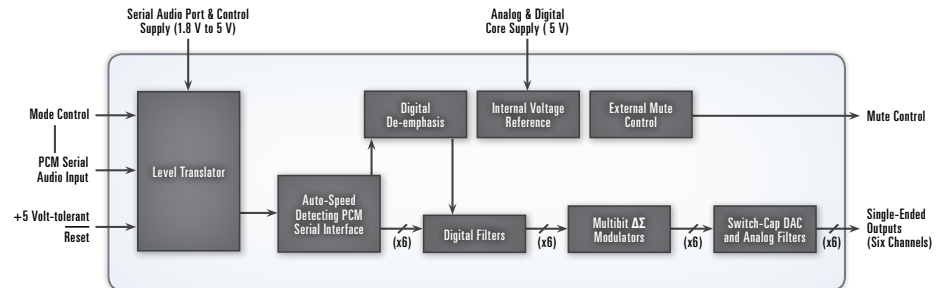 Serial Audio Port & Control
Supply (1.8 V to 5 V)
Analog & Digital
Core Supply ( 5 V)
Mode Control
PCM Serial
Audio Input
+5 Volt-tolerant
Reset
Level Translator
Auto-Speed
Detecting PCM
Serial Interface
Digital
De-emphasis
Internal Voltage
Reference
External Mute
Control
Mute Control
(x6)
Digital Filters
(x6)
Multibit ΔΣ
Modulators
(x6)
Switch-Cap DAC
and Analog Filters
(x6)
Single-Ended
Outputs
(Six Channels)